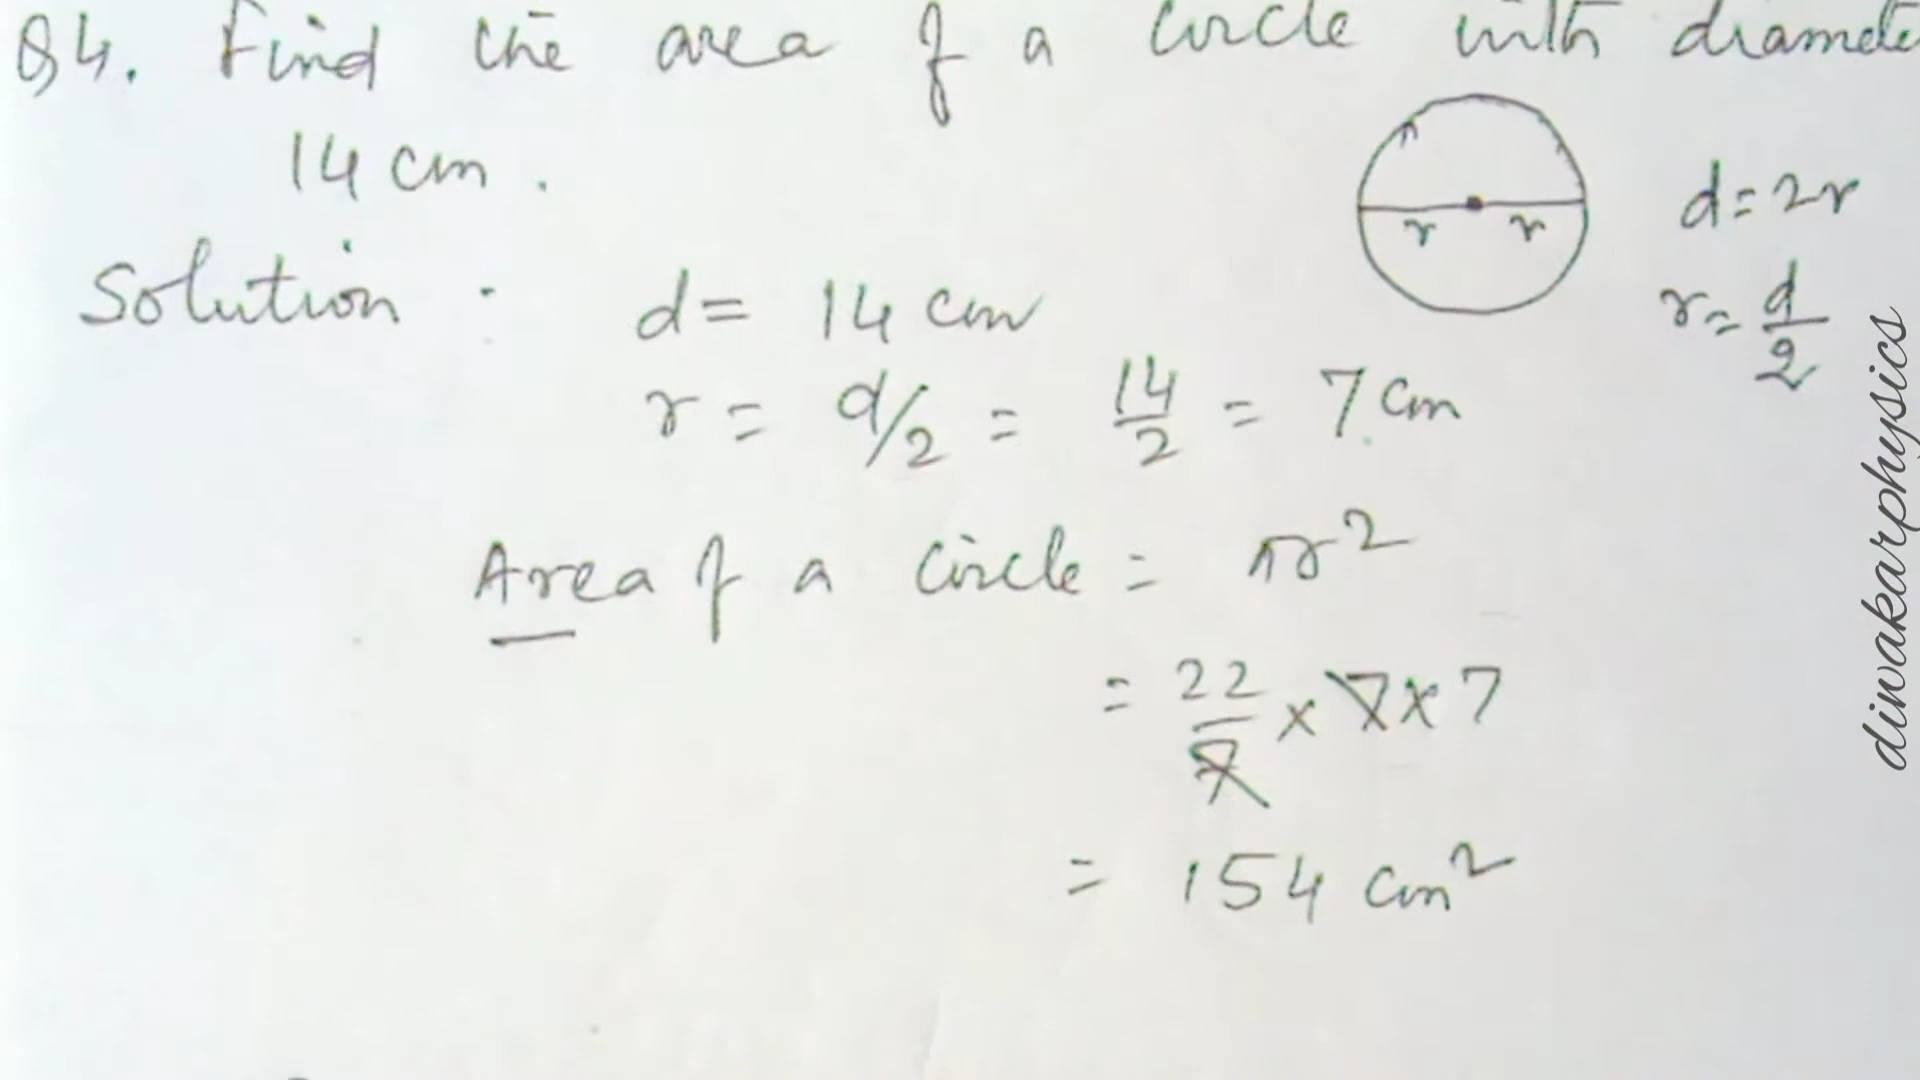 Q4. Find the area of a circle with diamete
14 cm.
d=2r
r r
r=d/2
Solution : d= 14 cm
r = d/2 = 14/2 = 7 cm
Area of a circle = πr²
= 22/7 × 7 × 7
= 154 cm²
diwakarphysics